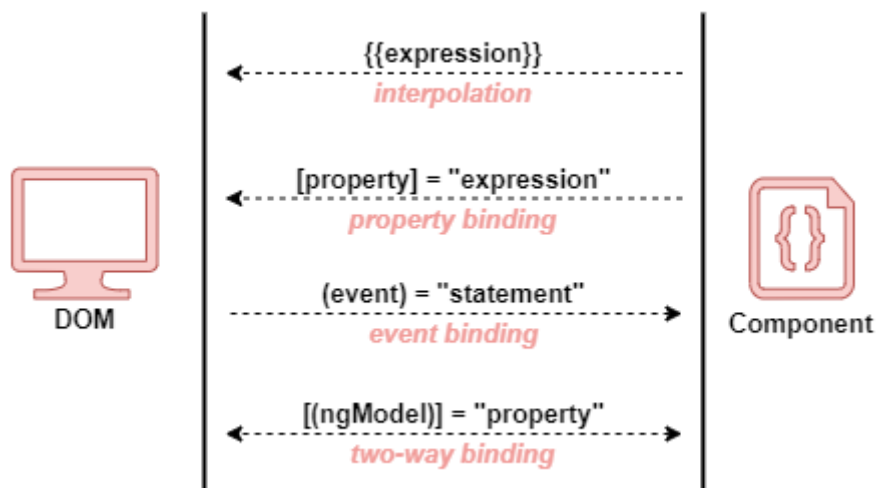 {{expression}}
interpolation
[property] = "expression"
property binding
(event) = "statement"
event binding
[(ngModel)] = "property"
two-way binding
DOM
Component
{}